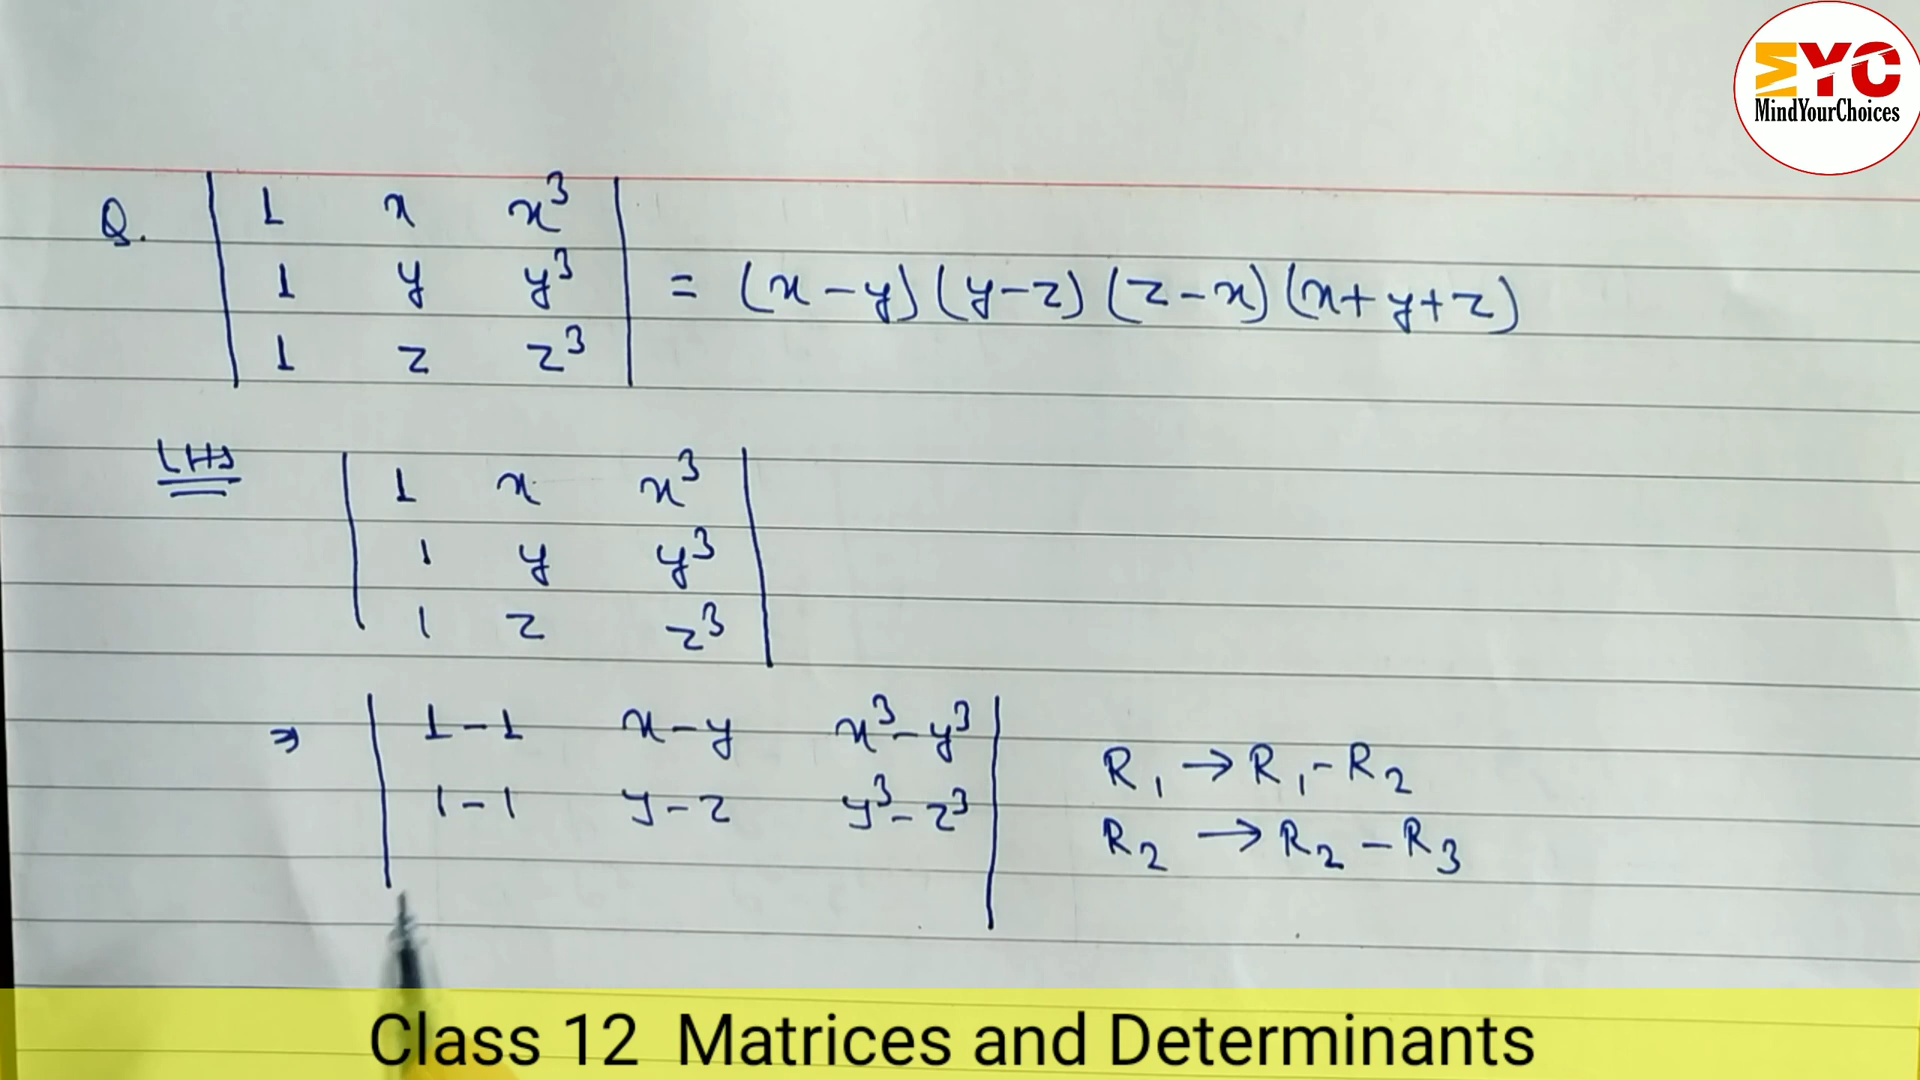 MYC
MindYourChoices
Q. | 1 x x³ |
| 1 y y³ | = (x-y)(y-z)(z-x)(x+y+z)
| 1 z z³ |
LHS | 1 x x³ |
| 1 y y³ |
| 1 z z³ |
⇒ | 1-1 x-y x³-y³ | R₁ → R₁-R₂
| 1-1 y-z y³-z³ | R₂ → R₂-R₃
Class 12 Matrices and Determinants